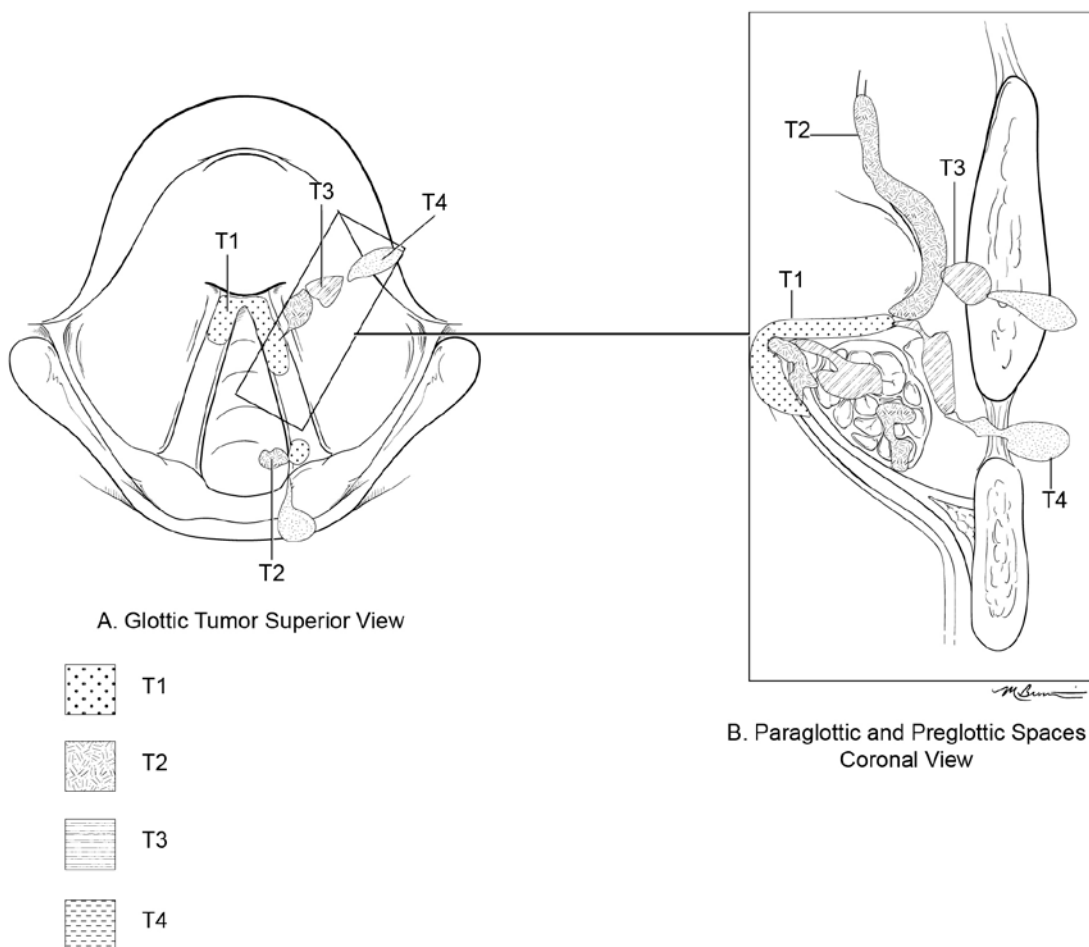 T1
T3
T4
T2
A. Glottic Tumor Superior View
T1
T2
T3
T4
T2
T3
T1
T4
B. Paraglottic and Preglottic Spaces
Coronal View